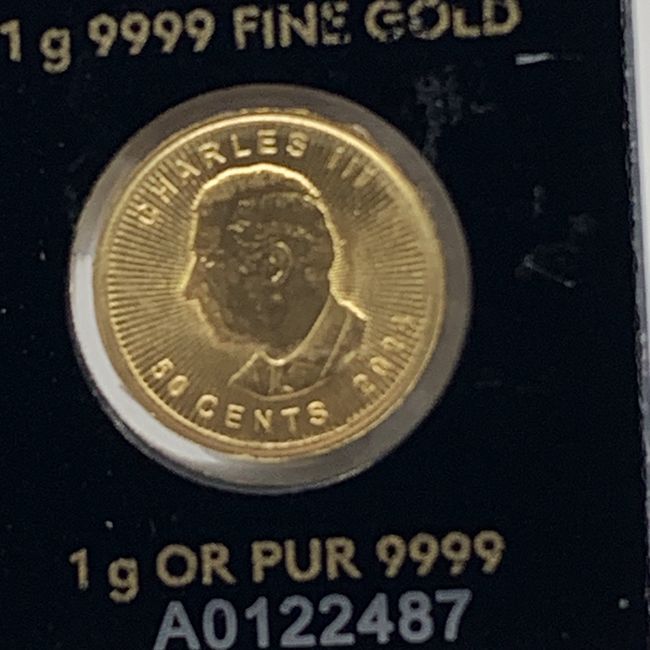 1 g 9999 FINE GOLD
CHARLES III
50 CENTS
1 g OR PUR 9999
A0122487